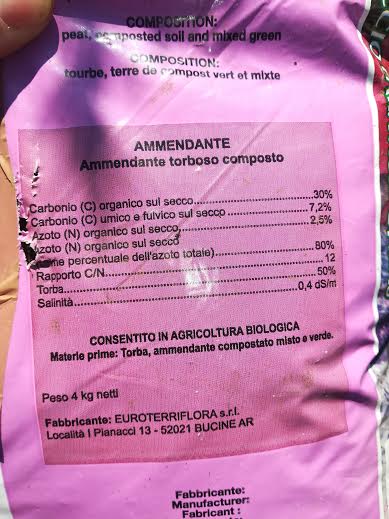 COMPOSITION:
peat, composted soil and mixed green
COMPOSITION:
tourbe, terre de compost vert et mixte
AMMENDANTE
Ammendante torboso composto
Carbonio (C) organico sul secco..........................30%
Carbonio (C) umico e fulvico sul secco ..................7,2%
Azoto (N) organico sul secco..........................2,5%
Azoto (N) organico sul secco
(come percentuale dell'azoto totale)..........................80%
Rapporto C/N..........................12
Torba..........................50%
Salinità..........................0,4 dS/m
CONSENTITO IN AGRICOLTURA BIOLOGICA
Materie prime: Torba, ammendante compostato misto e verde.
Peso 4 kg netti
Fabbricante: EUROTERRIFLORA s.r.l.
Località I Pianacci 13 - 52021 BUCINE AR
Fabbricante:
Manufacturer:
Fabricant :